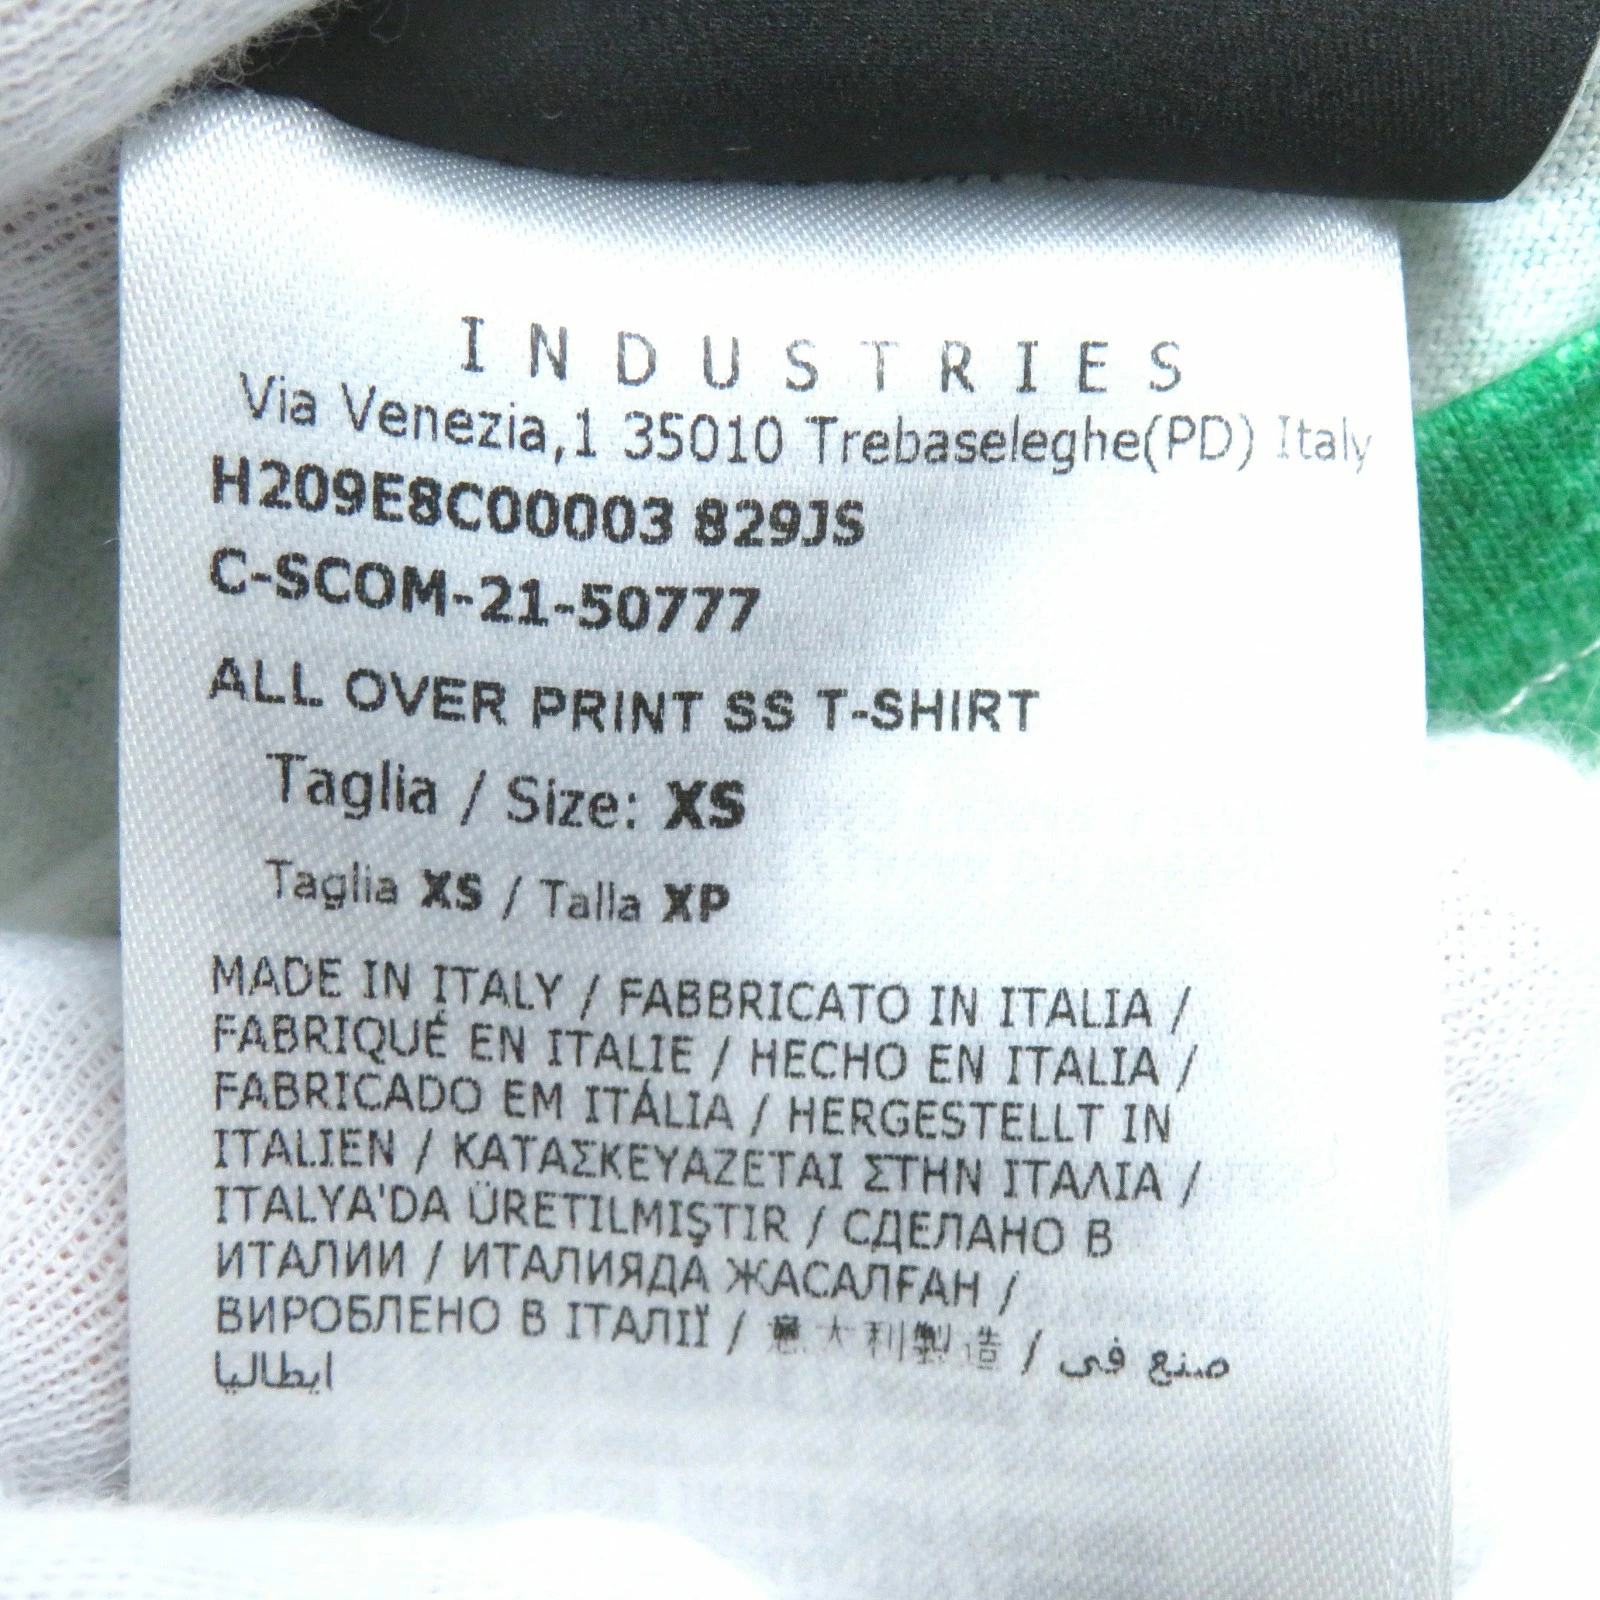 INDUSTRIES
Via Venezia,1 35010 Trebaseleghe(PD) Italy
H209E8C00003 829JS
C-SCOM-21-50777
ALL OVER PRINT SS T-SHIRT
Taglia / Size: XS
Taglia XS / Talla XP
MADE IN ITALY / FABBRICATO IN ITALIA /
FABRIQUÉ EN ITALIE / HECHO EN ITALIA /
FABRICADO EM ITÁLIA / HERGESTELLT IN
ITALIEN / ΚΑΤΑΣΚΕΥΑΖΕΤΑΙ ΣΤΗΝ ΙΤΑΛΙΑ /
ITALYA'DA ÜRETILMIŞTIR / СДЕЛАНО В
ИТАЛИИ / ИТАЛИЯДА ЖАСАЛҒАН /
ВИРОБЛЕНО В ІТАЛІЇ / 意大利製造 / صنع في
ايطاليا